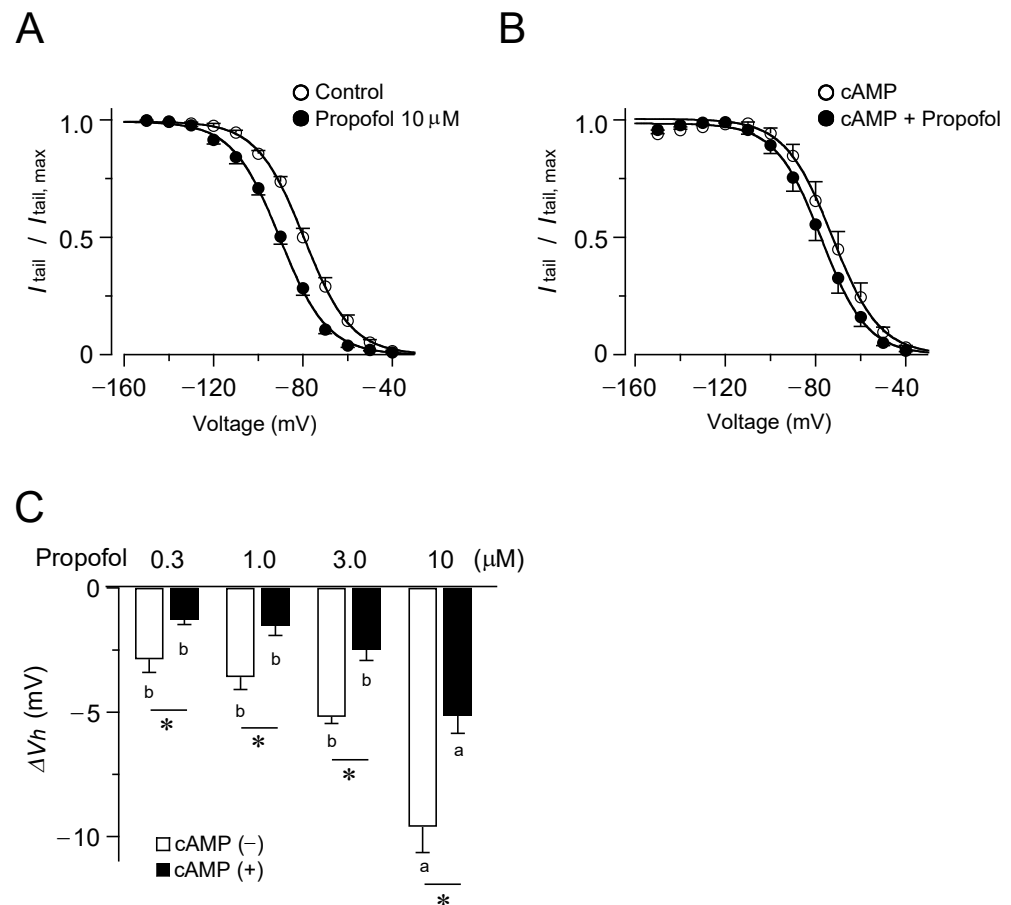 A
Control
Propofol 10 μM
1.0
0.5
0
I tail / I tail, max
−160 −120 −80 −40
Voltage (mV)
B
cAMP
cAMP + Propofol
1.0
0.5
0
I tail / I tail, max
−160 −120 −80 −40
Voltage (mV)
C
Propofol 0.3 1.0 3.0 10 (μM)
0
−5
−10
ΔVh (mV)
b b b b b b a a
* * * *
cAMP (−)
cAMP (+)